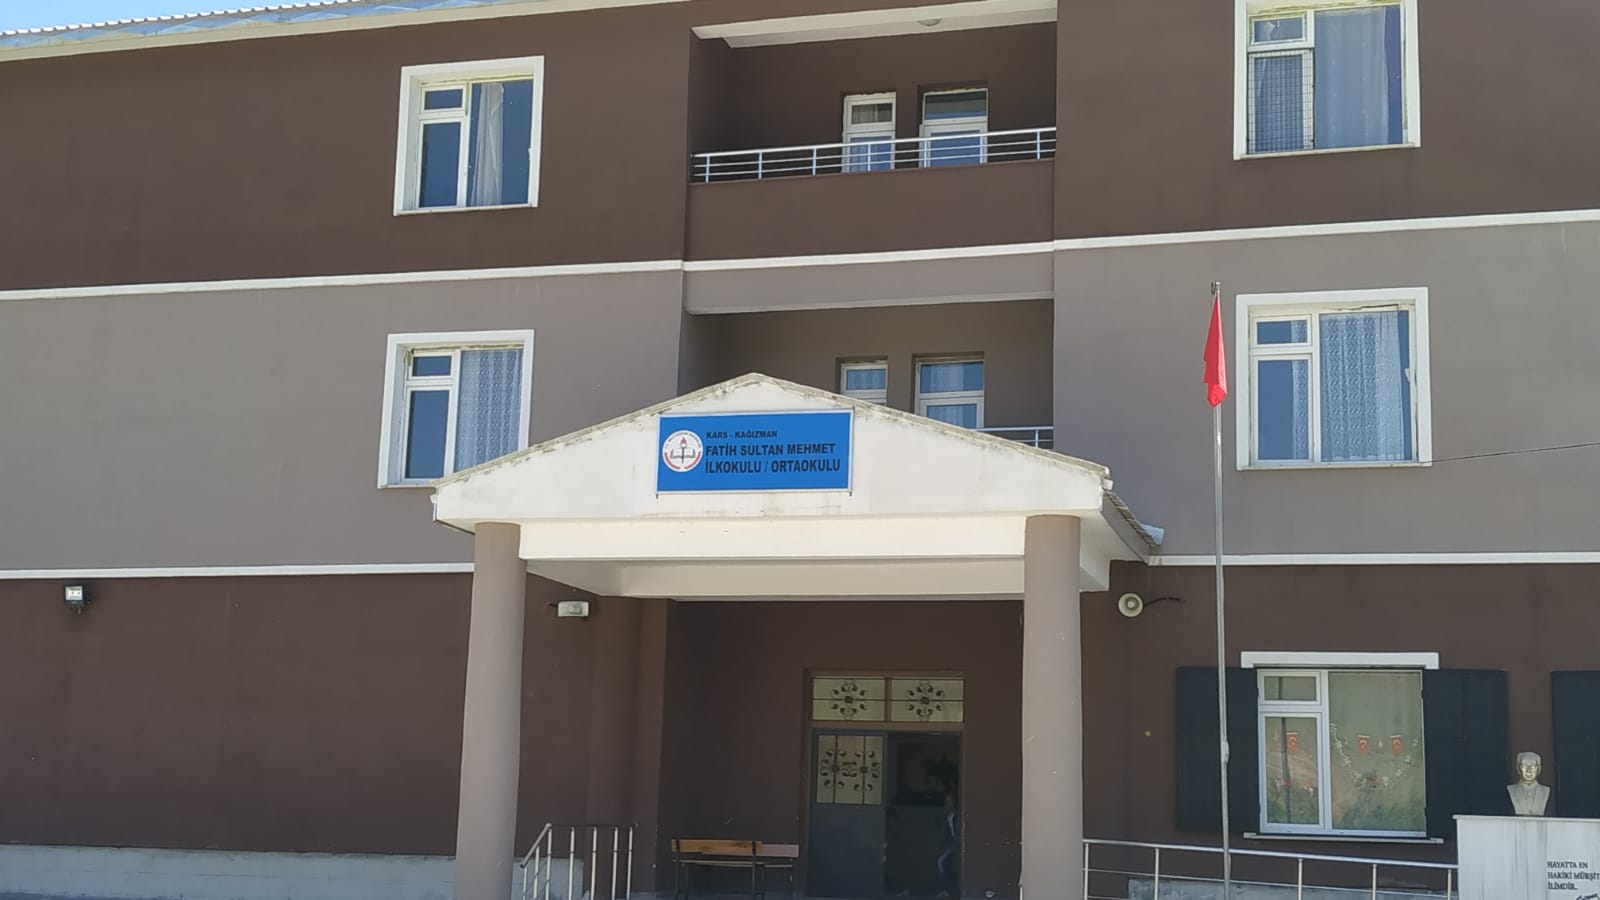 KARS - KAĞIZMAN
FATİH SULTAN MEHMET
İLKOKULU / ORTAOKULU
HAYATTA EN
HAKİKİ MÜRŞİT
İLİMDİR..